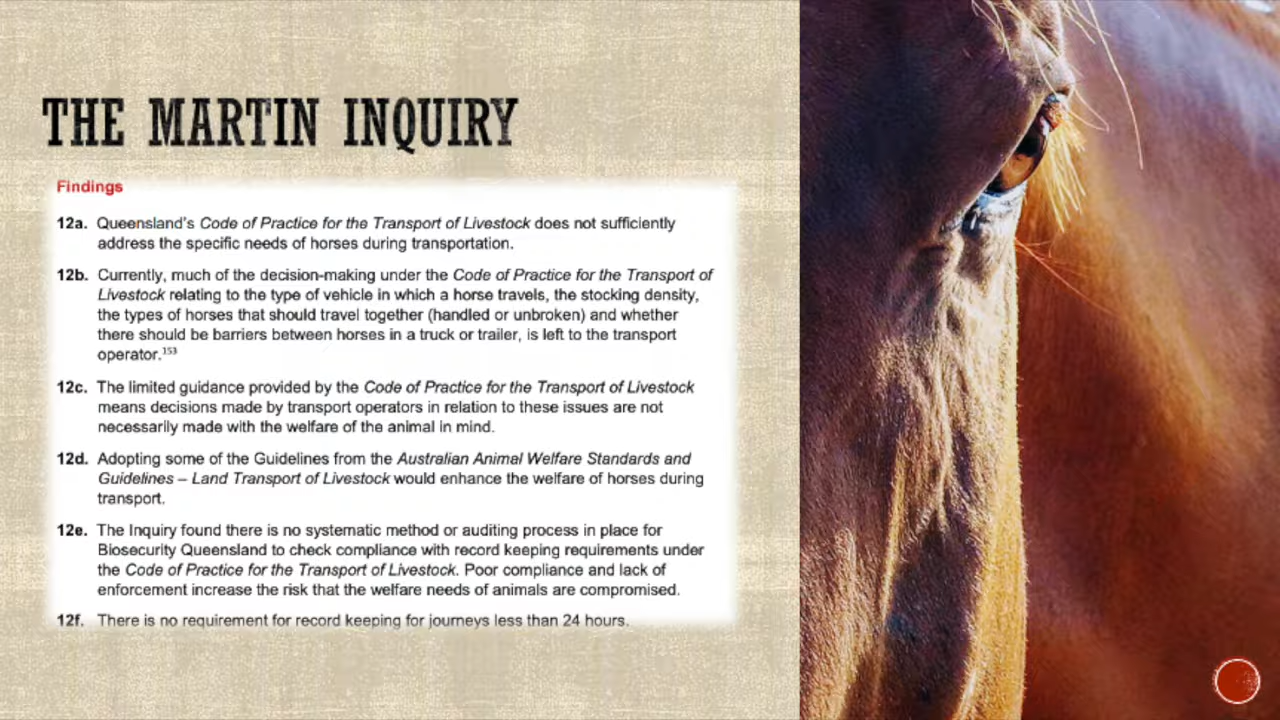 THE MARTIN INQUIRY
Findings
12a. Queensland's Code of Practice for the Transport of Livestock does not sufficiently
address the specific needs of horses during transportation.
12b. Currently, much of the decision-making under the Code of Practice for the Transport of
Livestock relating to the type of vehicle in which a horse travels, the stocking density,
the types of horses that should travel together (handled or unbroken) and whether
there should be barriers between horses in a truck or trailer, is left to the transport
operator.153
12c. The limited guidance provided by the Code of Practice for the Transport of Livestock
means decisions made by transport operators in relation to these issues are not
necessarily made with the welfare of the animal in mind.
12d. Adopting some of the Guidelines from the Australian Animal Welfare Standards and
Guidelines – Land Transport of Livestock would enhance the welfare of horses during
transport.
12e. The Inquiry found there is no systematic method or auditing process in place for
Biosecurity Queensland to check compliance with record keeping requirements under
the Code of Practice for the Transport of Livestock. Poor compliance and lack of
enforcement increase the risk that the welfare needs of animals are compromised.
12f. There is no requirement for record keeping for journeys less than 24 hours.